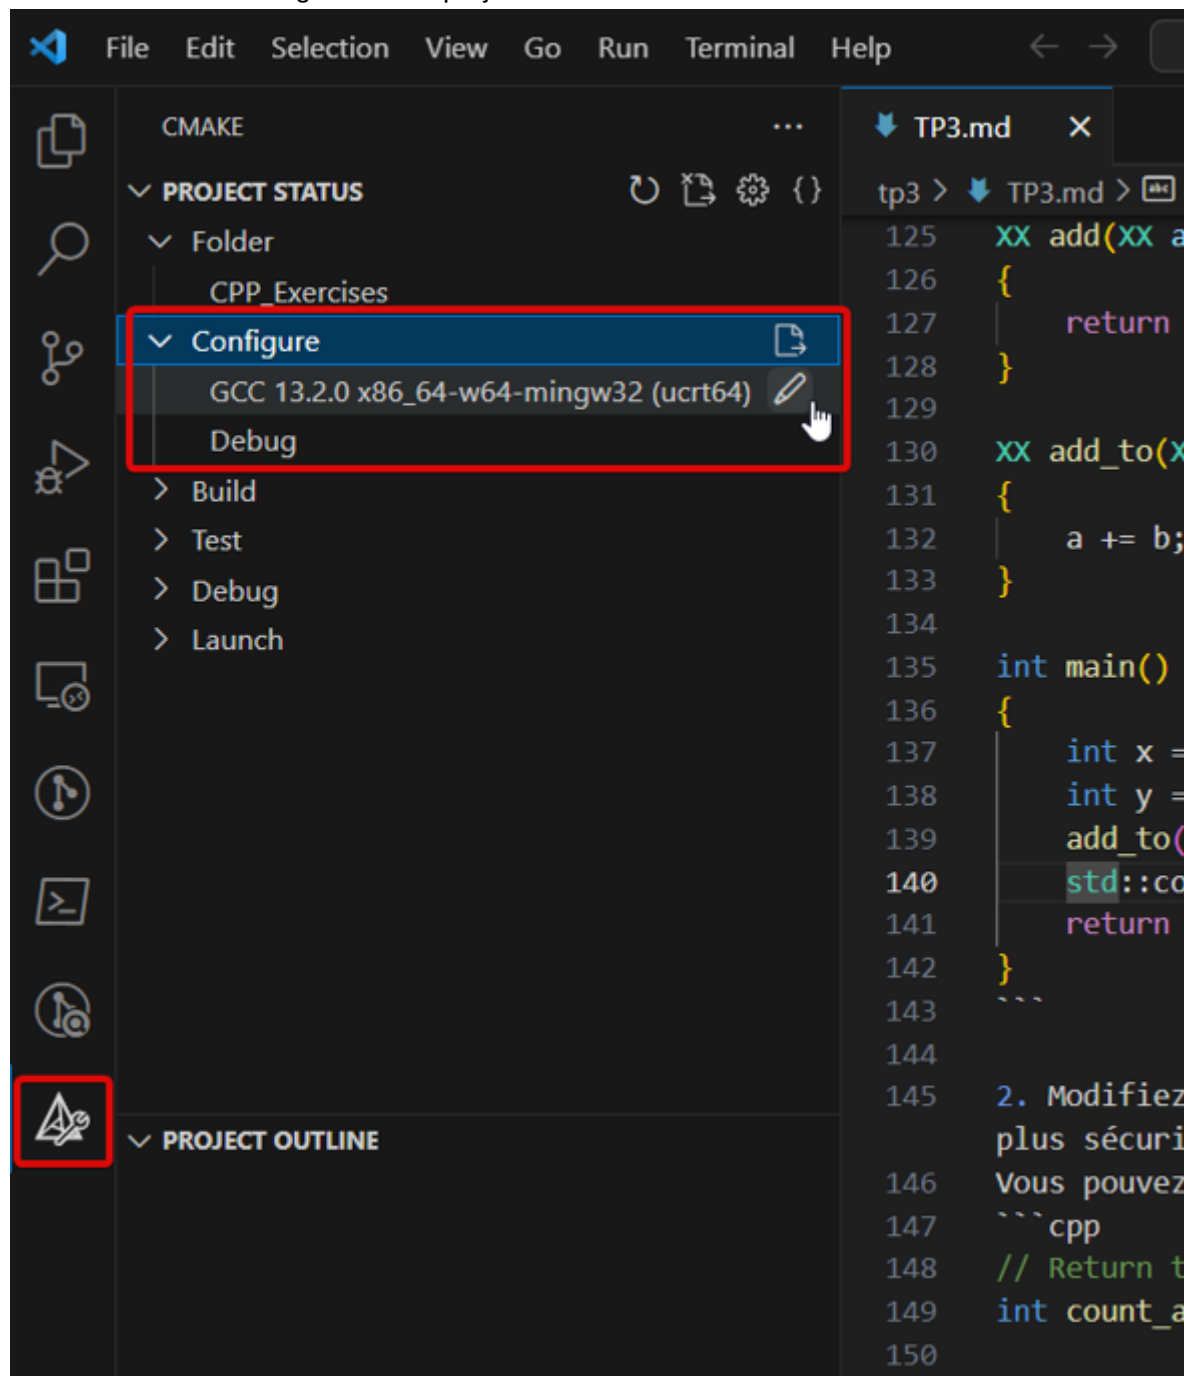 File Edit Selection View Go Run Terminal Help
CMAKE
PROJECT STATUS
Folder
CPP_Exercises
Configure
GCC 13.2.0 x86_64-w64-mingw32 (ucrt64)
Debug
Build
Test
Debug
Launch
PROJECT OUTLINE
TP3.md
tp3 > TP3.md > abc
125 XX add(XX a
126 {
127 return
128 }
129
130 XX add_to(X
131 {
132 a += b;
133 }
134
135 int main()
136 {
137 int x =
138 int y =
139 add_to(
140 std::co
141 return
142 }
143 ```
144
145 2. Modifiez
plus sécuri
146 Vous pouvez
147 ```cpp
148 // Return t
149 int count_a
150